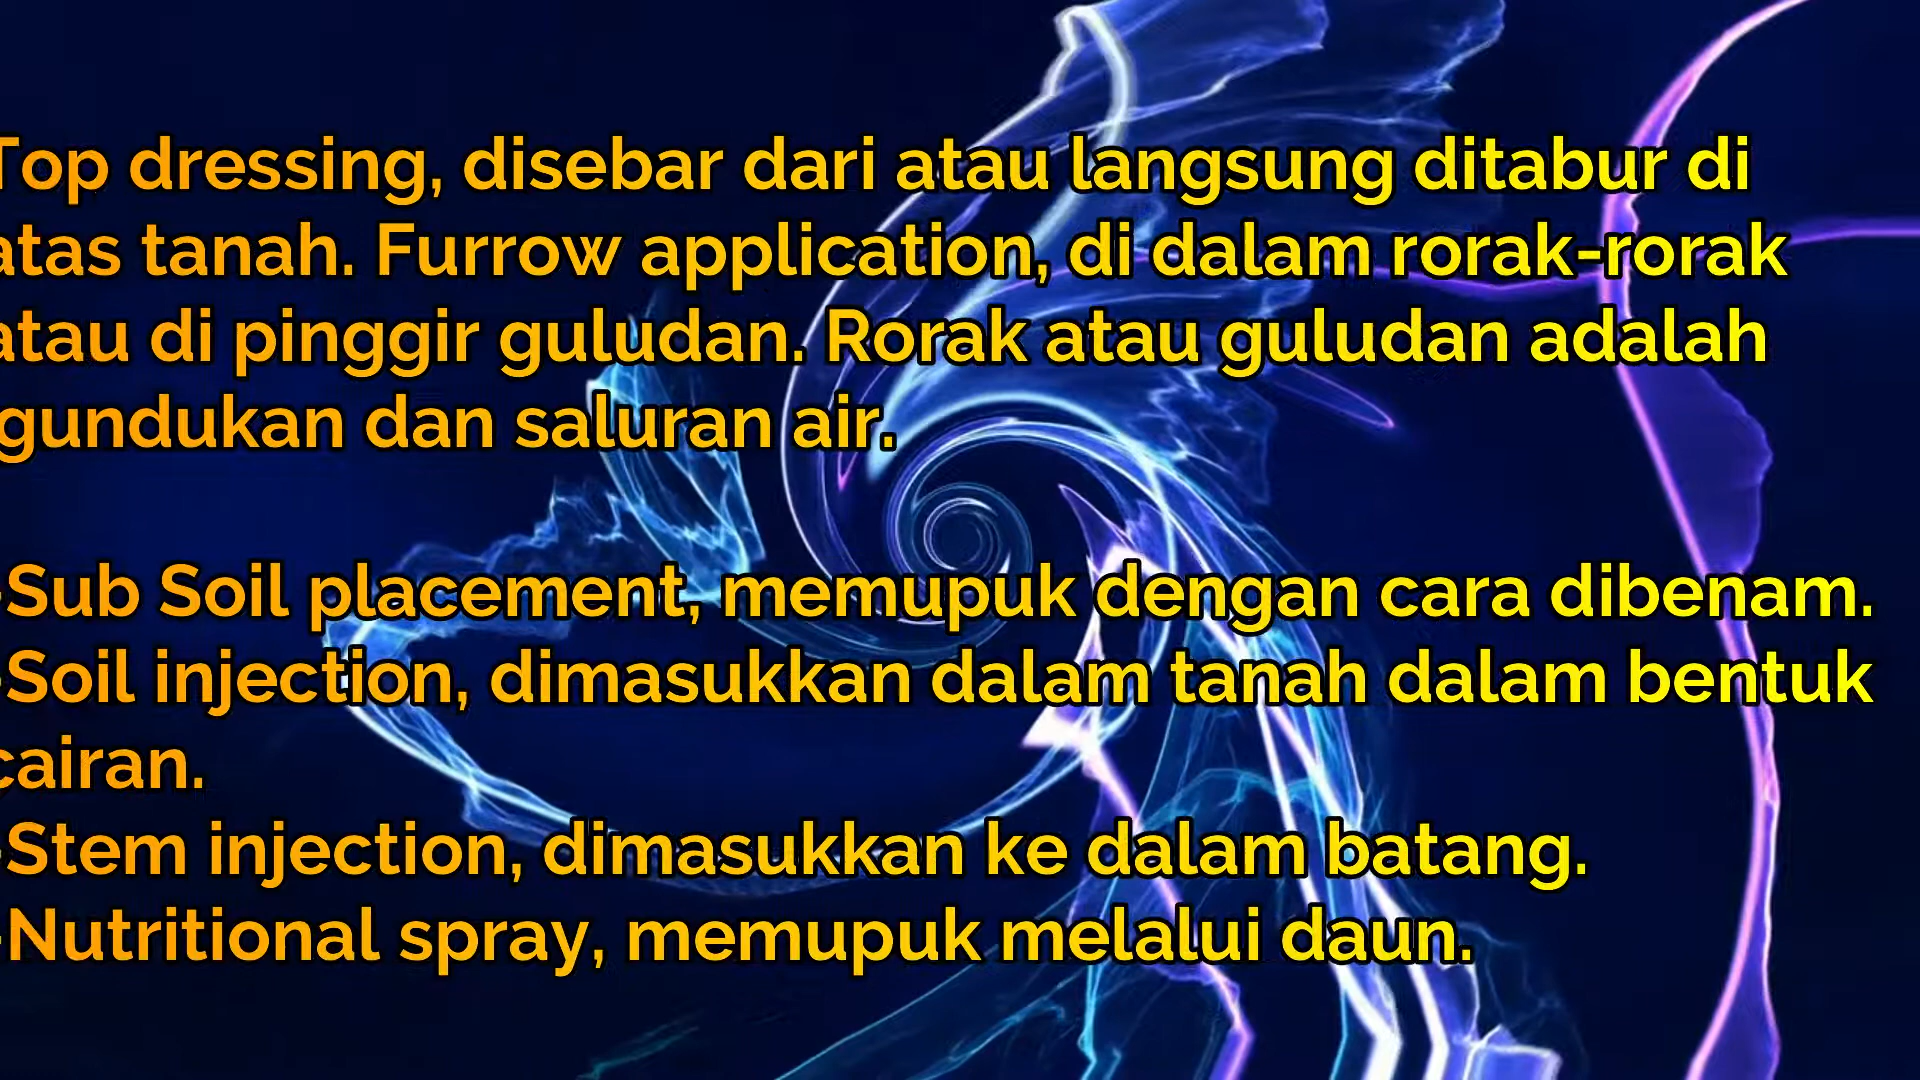 Top dressing, disebar dari atau langsung ditabur di
atas tanah. Furrow application, di dalam rorak-rorak
atau di pinggir guludan. Rorak atau guludan adalah
gundukan dan saluran air.
-Sub Soil placement, memupuk dengan cara dibenam.
-Soil injection, dimasukkan dalam tanah dalam bentuk
cairan.
-Stem injection, dimasukkan ke dalam batang.
-Nutritional spray, memupuk melalui daun.